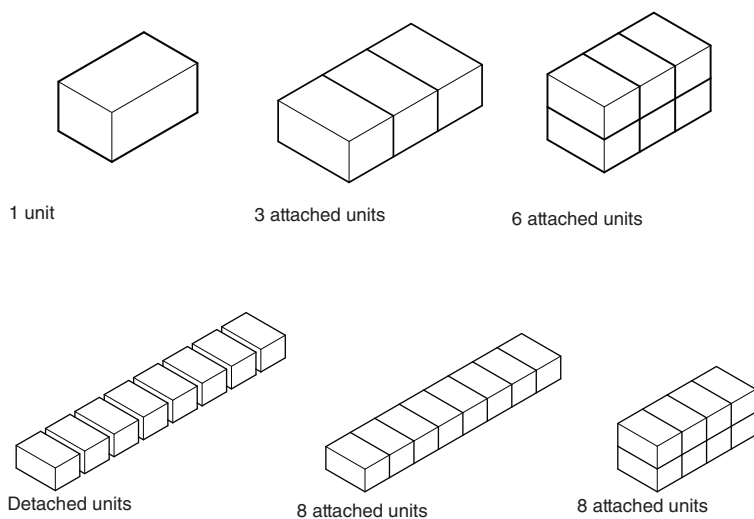 1 unit
3 attached units
6 attached units
Detached units
8 attached units
8 attached units